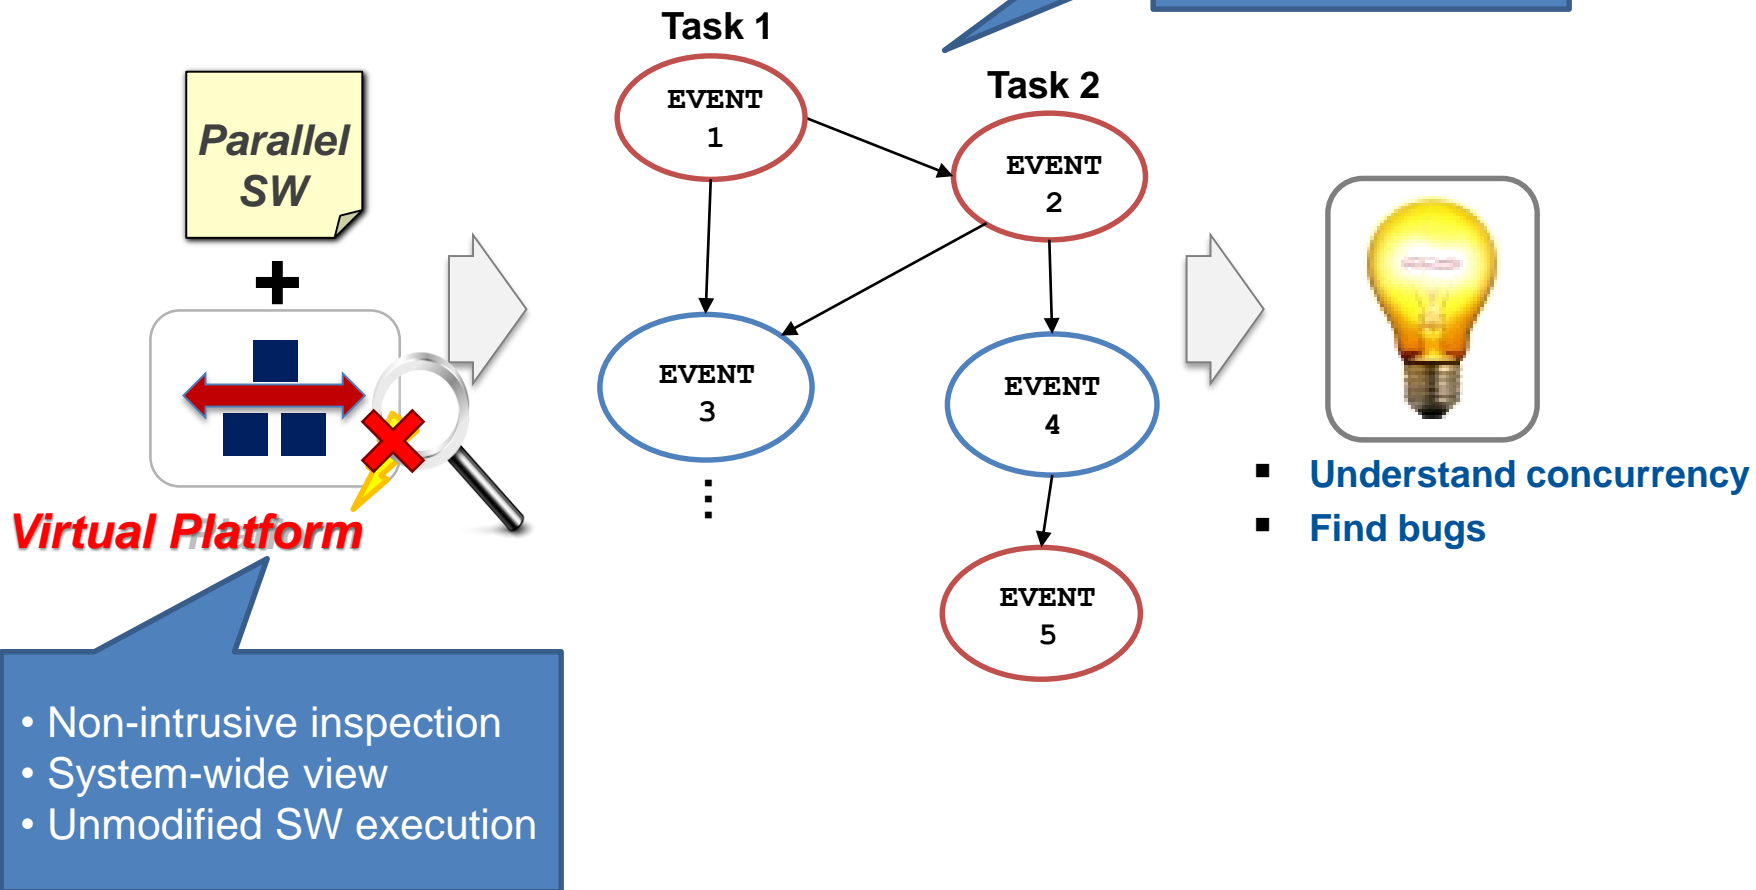 Task 1
Task 2
EVENT
1
EVENT
2
EVENT
3
EVENT
4
EVENT
5
Parallel
SW
+
Virtual Platform
• Non-intrusive inspection
• System-wide view
• Unmodified SW execution
▪ Understand concurrency
▪ Find bugs